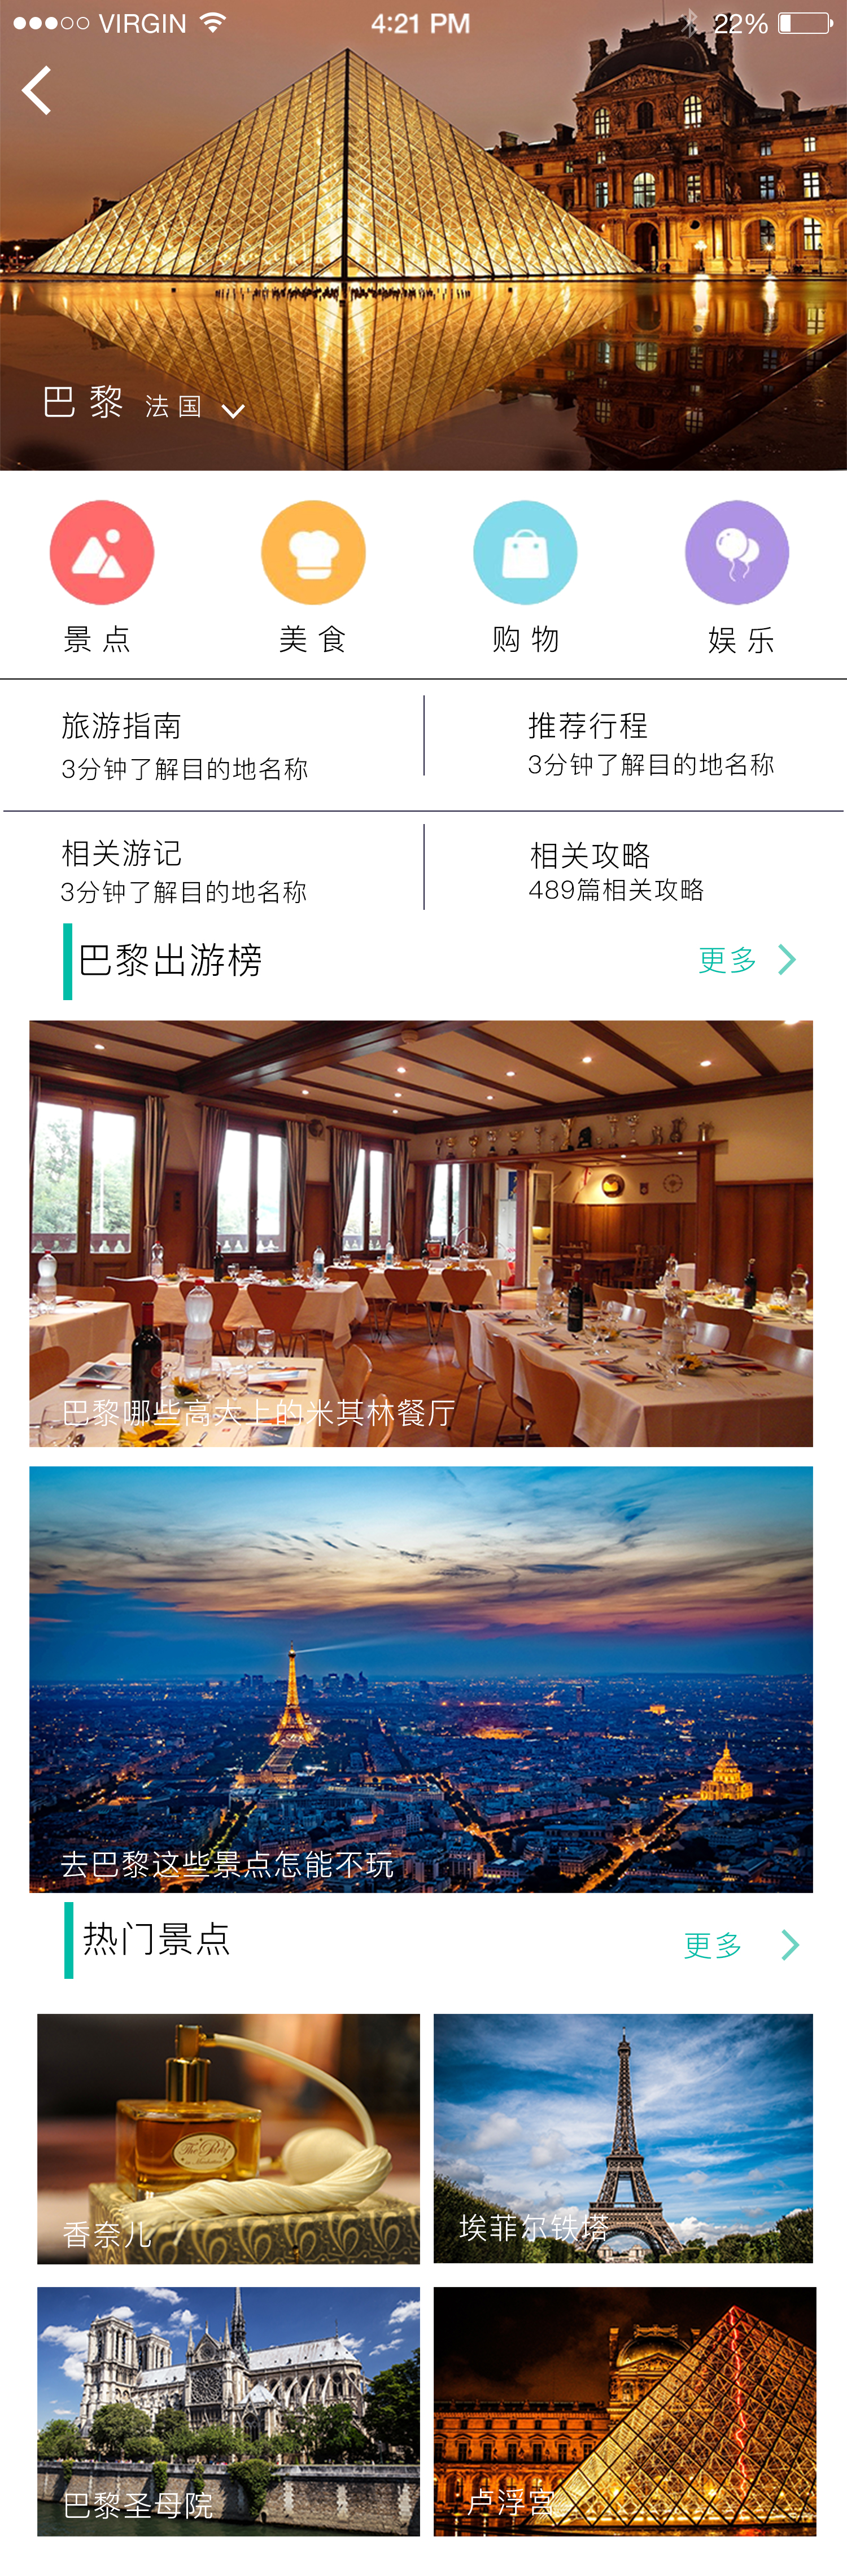 VIRGIN 4:21 PM 22%
巴黎 法国
景点 美食 购物 娱乐
旅游指南 推荐行程
3分钟了解目的地名称 3分钟了解目的地名称
相关游记 相关攻略
3分钟了解目的地名称 489篇相关攻略
巴黎出游榜 更多
巴黎哪些高大上的米其林餐厅
去巴黎这些景点怎能不玩
热门景点 更多
The Party
in Manhattan
香奈儿 埃菲尔铁塔
巴黎圣母院 卢浮宫